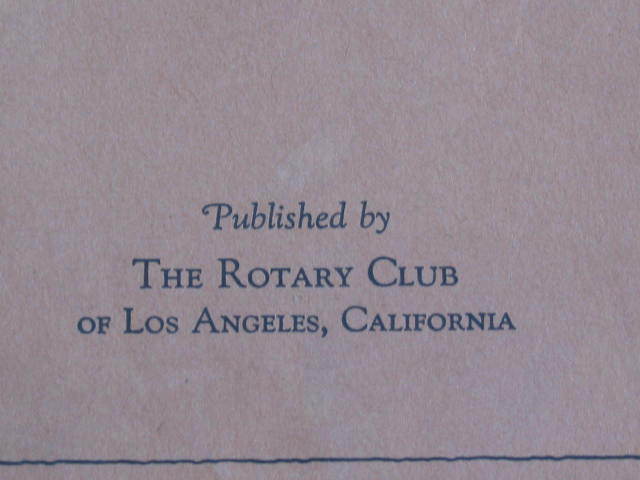 Published by
THE ROTARY CLUB
OF LOS ANGELES, CALIFORNIA